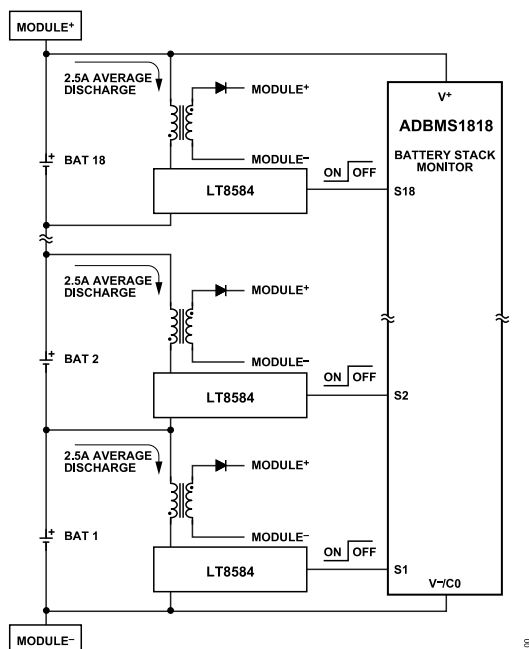 MODULE+
2.5A AVERAGE
DISCHARGE
MODULE+
V+
ADBMS1818
BATTERY STACK
MONITOR
BAT 18
MODULE–
ON OFF
LT8584
S18
2.5A AVERAGE
DISCHARGE
MODULE+
BAT 2
MODULE–
ON OFF
LT8584
S2
2.5A AVERAGE
DISCHARGE
MODULE+
BAT 1
MODULE–
ON OFF
LT8584
S1
V–/C0
MODULE–